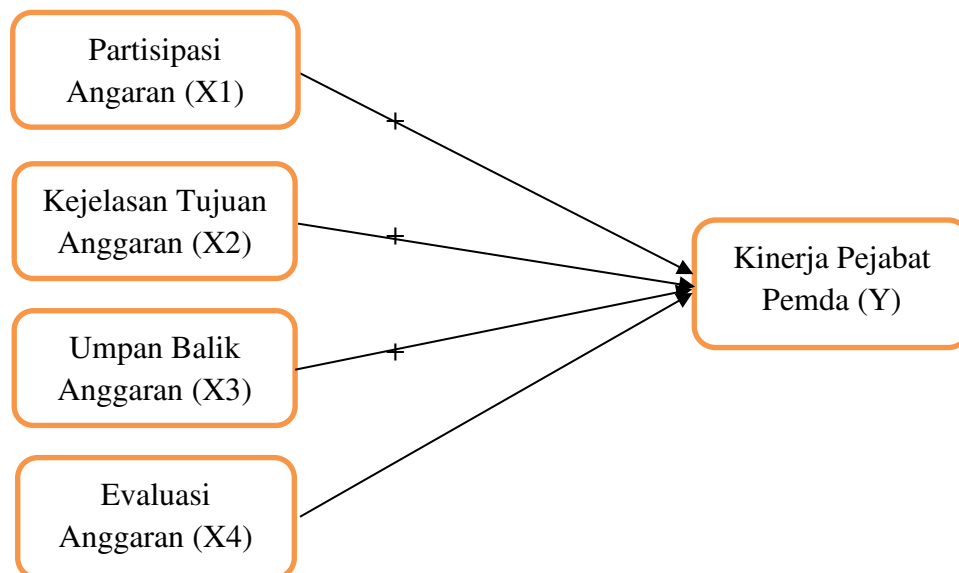 Partisipasi
Angaran (X1)
+
Kejelasan Tujuan
Anggaran (X2)
+
Umpan Balik
Anggaran (X3)
+
Evaluasi
Anggaran (X4)
Kinerja Pejabat
Pemda (Y)